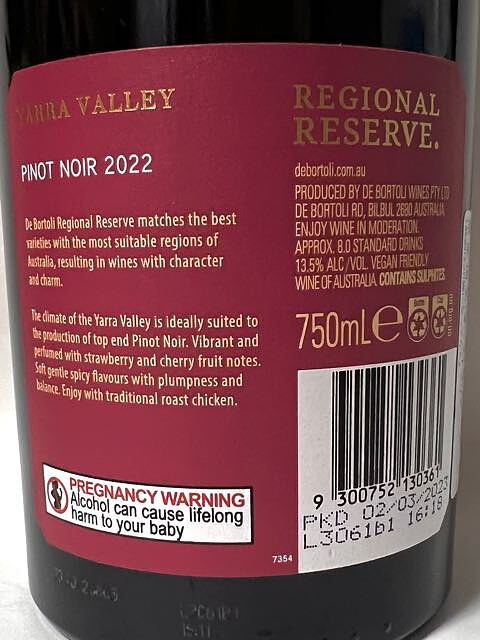 YARRA VALLEY
PINOT NOIR 2022
De Bortoli Regional Reserve matches the best
varieties with the most suitable regions of
Australia, resulting in wines with character
and charm.
The climate of the Yarra Valley is ideally suited to
the production of top end Pinot Noir. Vibrant and
perfumed with strawberry and cherry fruit notes.
Soft gentle spicy flavours with plumpness and
balance. Enjoy with traditional roast chicken.
PREGNANCY WARNING
Alcohol can cause lifelong
harm to your baby
7354
REGIONAL
RESERVE.
debortoli.com.au
PRODUCED BY DE BORTOLI WINES PTY LTD
DE BORTOLI RD, BILBUL 2680 AUSTRALIA
ENJOY WINE IN MODERATION.
APPROX. 8.0 STANDARD DRINKS
13.5% ALC/VOL. VEGAN FRIENDLY
WINE OF AUSTRALIA. CONTAINS SULPHITES.
750mLe
9 300752 130361
PKD 02/03/2023
L3061b1 16:18